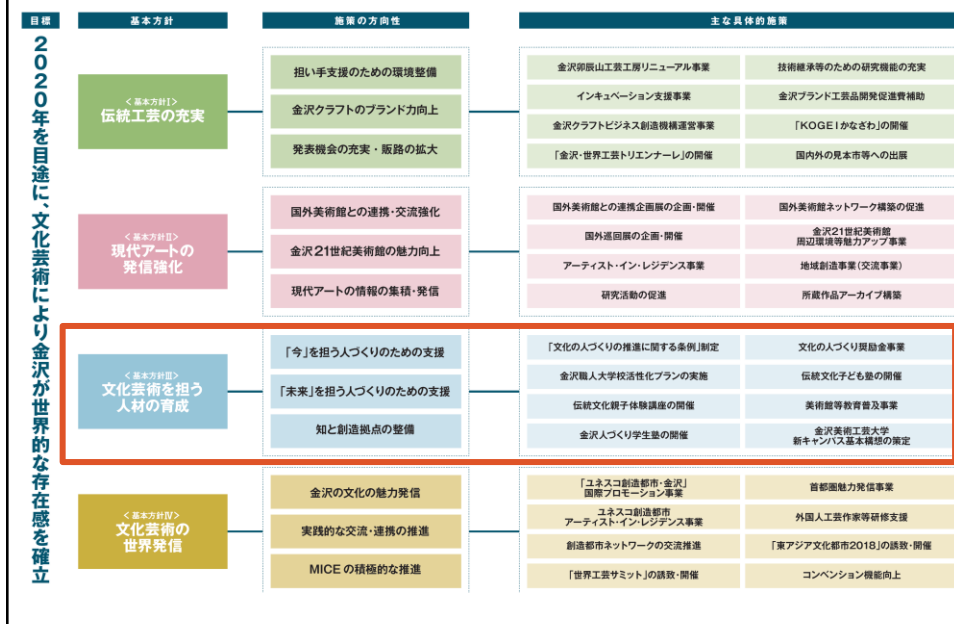 目標
基本方針
施策の方向性
主な具体的施策
2020年を目途に、文化芸術により金沢が世界的な存在感を確立
<基本方針Ⅰ>
伝統工芸の充実
担い手支援のための環境整備
金沢クラフトのブランド力向上
発表機会の充実・販路の拡大
金沢卯辰山工芸工房リニューアル事業
技術継承等のための研究機能の充実
インキュベーション支援事業
金沢ブランド工芸品開発促進費補助
金沢クラフトビジネス創造機構運営事業
「KOGEIかなざわ」の開催
「金沢・世界工芸トリエンナーレ」の開催
国内外の見本市等への出展
<基本方針Ⅱ>
現代アートの
発信強化
国外美術館との連携・交流強化
金沢21世紀美術館の魅力向上
現代アートの情報の集積・発信
国外美術館との連携企画展の企画・開催
国外美術館ネットワーク構築の促進
国外巡回展の企画・開催
金沢21世紀美術館
周辺環境等魅力アップ事業
アーティスト・イン・レジデンス事業
地域創造事業(交流事業)
研究活動の促進
所蔵作品アーカイブ構築
<基本方針Ⅲ>
文化芸術を担う
人材の育成
「今」を担う人づくりのための支援
「未来」を担う人づくりのための支援
知と創造拠点の整備
「文化の人づくりの推進に関する条例」制定
文化の人づくり奨励金事業
金沢職人大学校活性化プランの実施
伝統文化子ども塾の開催
伝統文化親子体験講座の開催
美術館等教育普及事業
金沢人づくり学生塾の開催
金沢美術工芸大学
新キャンパス基本構想の策定
<基本方針Ⅳ>
文化芸術の
世界発信
金沢の文化の魅力発信
実践的な交流・連携の推進
MICEの積極的な推進
「ユネスコ創造都市・金沢」
国際プロモーション事業
首都圏魅力発信事業
ユネスコ創造都市
アーティスト・イン・レジデンス事業
外国人工芸作家等研修支援
創造都市ネットワークの交流推進
「東アジア文化都市2018」の誘致・開催
「世界工芸サミット」の誘致・開催
コンベンション機能向上